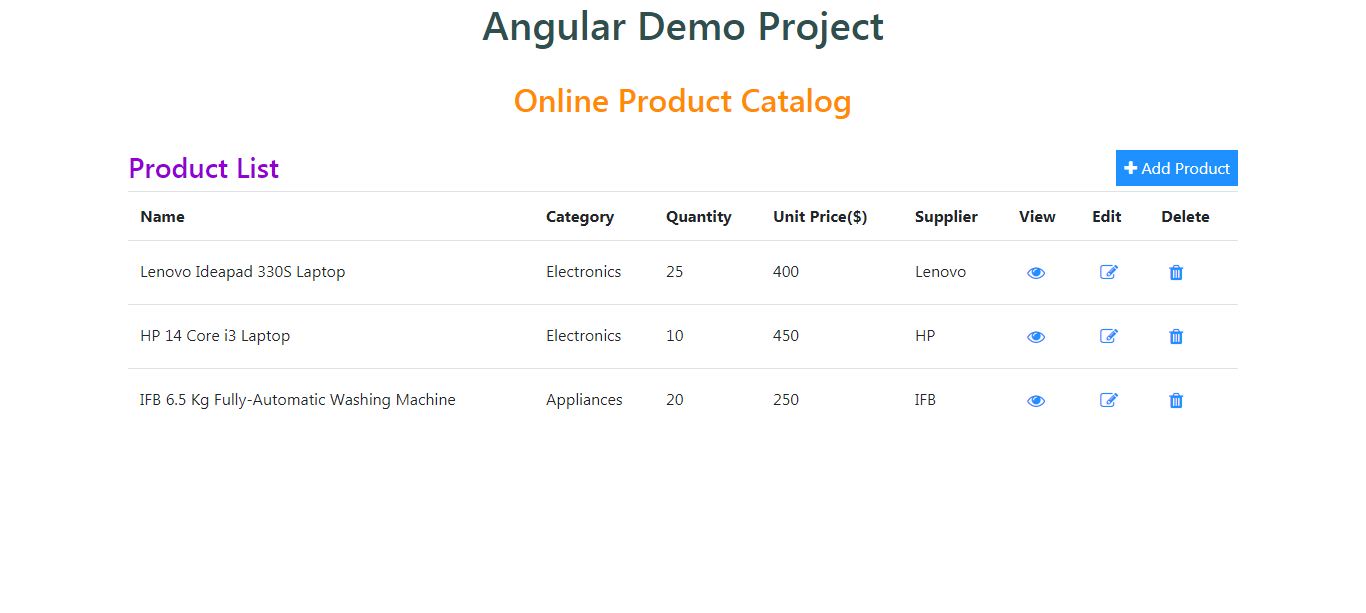 Angular Demo Project
Online Product Catalog
Product List Add Product
Name Category Quantity Unit Price($) Supplier View Edit Delete
Lenovo Ideapad 330S Laptop Electronics 25 400 Lenovo
HP 14 Core i3 Laptop Electronics 10 450 HP
IFB 6.5 Kg Fully-Automatic Washing Machine Appliances 20 250 IFB